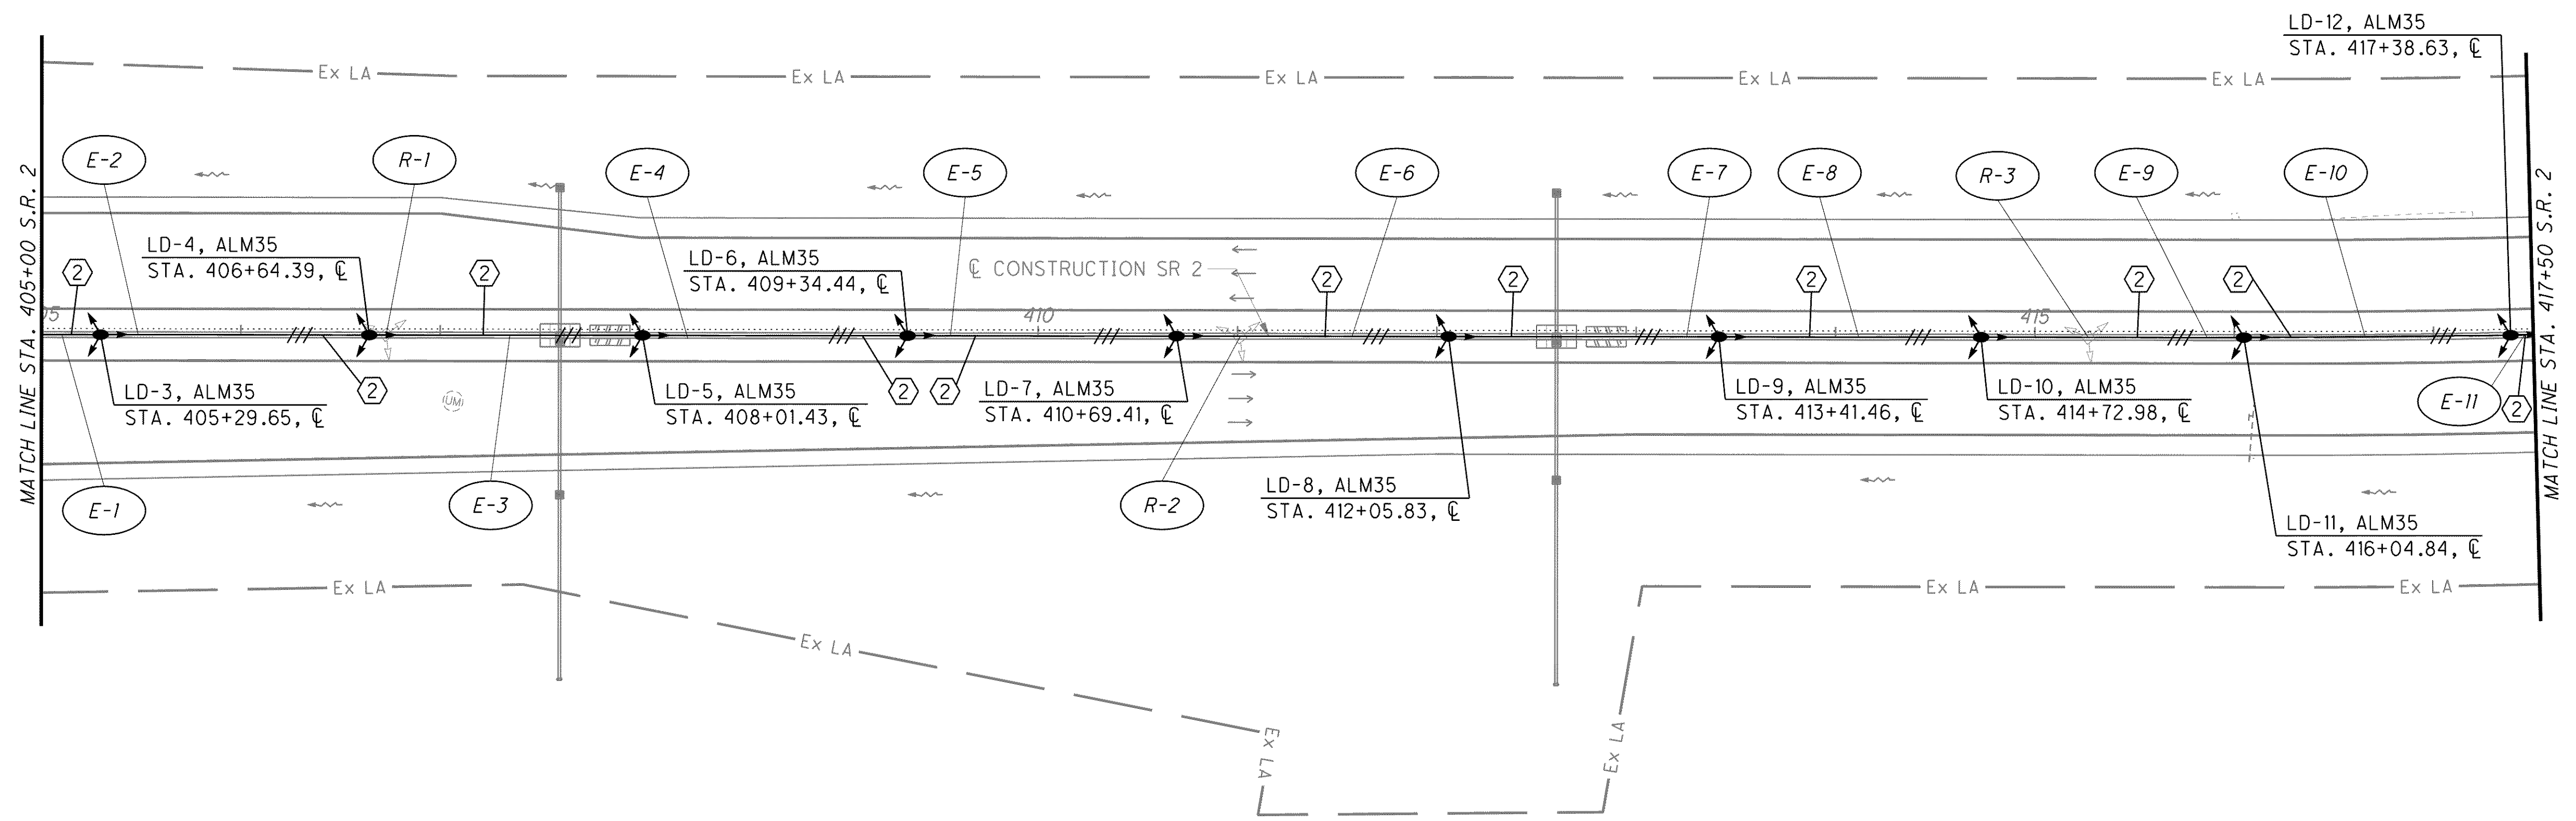 LD-12, ALM35
STA. 417+38.63, ℄
Ex LA
Ex LA
Ex LA
Ex LA
Ex LA
MATCH LINE STA. 405+00 S.R. 2
E-2
R-1
E-4
E-5
E-6
E-7
E-8
R-3
E-9
E-10
MATCH LINE STA. 417+50 S.R. 2
LD-4, ALM35
STA. 406+64.39, ℄
LD-6, ALM35
STA. 409+34.44, ℄
℄ CONSTRUCTION SR 2
2
2
2
2
2
2
2
05
410
415
LD-3, ALM35
STA. 405+29.65, ℄
2
(UM)
LD-5, ALM35
STA. 408+01.43, ℄
2
2
LD-7, ALM35
STA. 410+69.41, ℄
LD-9, ALM35
STA. 413+41.46, ℄
LD-10, ALM35
STA. 414+72.98, ℄
E-11
2
E-1
E-3
R-2
LD-8, ALM35
STA. 412+05.83, ℄
LD-11, ALM35
STA. 416+04.84, ℄
Ex LA
Ex LA
Ex LA
Ex LA
Ex LA
Ex LA